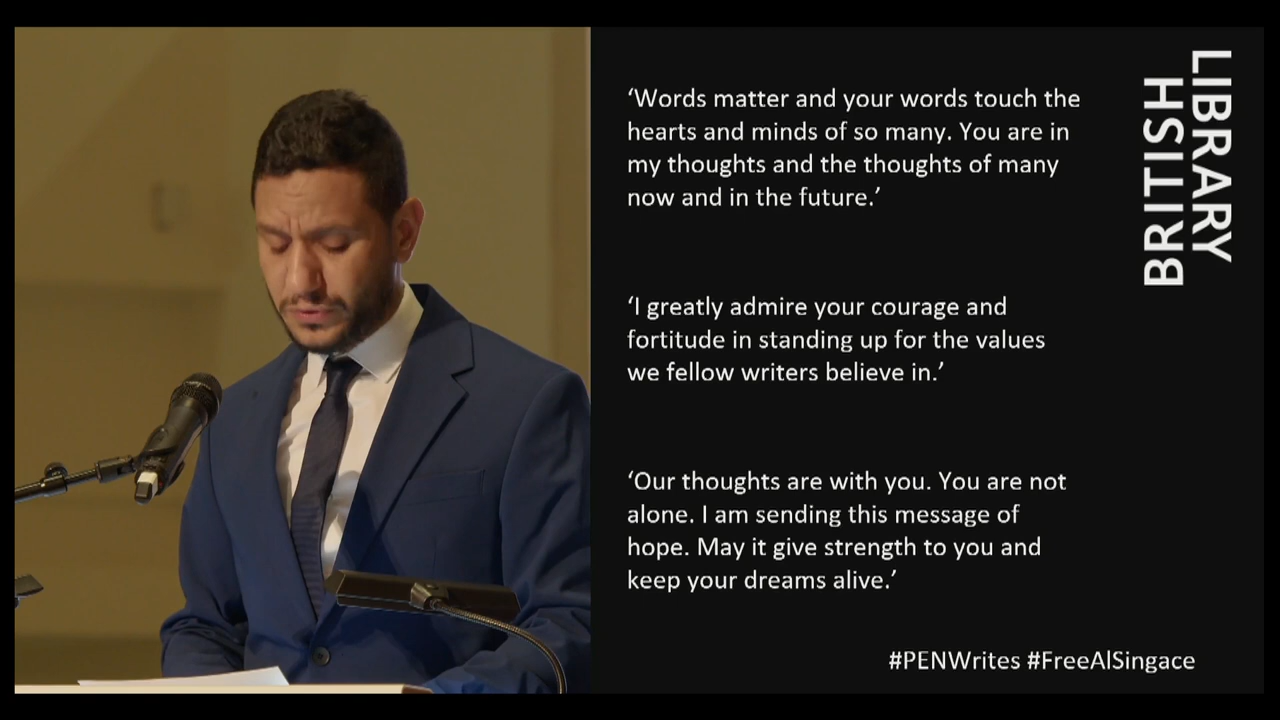 ‘Words matter and your words touch the
hearts and minds of so many. You are in
my thoughts and the thoughts of many
now and in the future.’
‘I greatly admire your courage and
fortitude in standing up for the values
we fellow writers believe in.’
‘Our thoughts are with you. You are not
alone. I am sending this message of
hope. May it give strength to you and
keep your dreams alive.’
#PENWrites #FreeAlSingace
BRITISH
LIBRARY